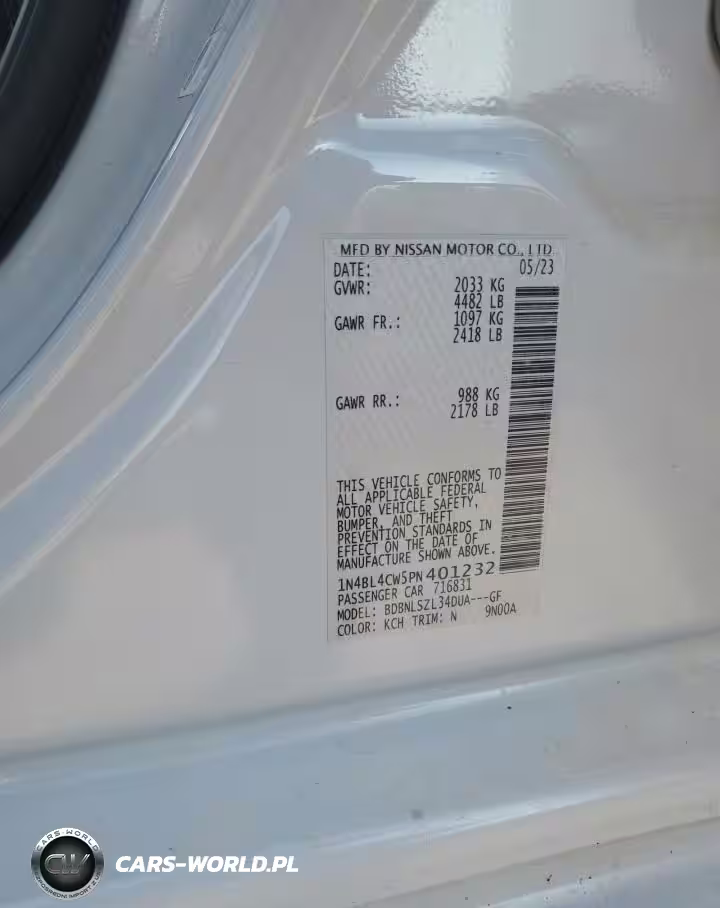 MFD BY NISSAN MOTOR CO., LTD
DATE: 05/23
GVWR: 2033 KG
4482 LB
GAWR FR.: 1097 KG
2418 LB
GAWR RR.: 988 KG
2178 LB
THIS VEHICLE CONFORMS TO
ALL APPLICABLE FEDERAL
MOTOR VEHICLE SAFETY,
BUMPER, AND THEFT
PREVENTION STANDARDS IN
EFFECT ON THE DATE OF
MANUFACTURE SHOWN ABOVE.
1N4BL4CW5PN401232
PASSENGER CAR 716831
MODEL: BDBNLSZL34DUA---GF
COLOR: KCH TRIM: N 9N00A
CARS-WORLD
CW
CARS-WORLD.PL